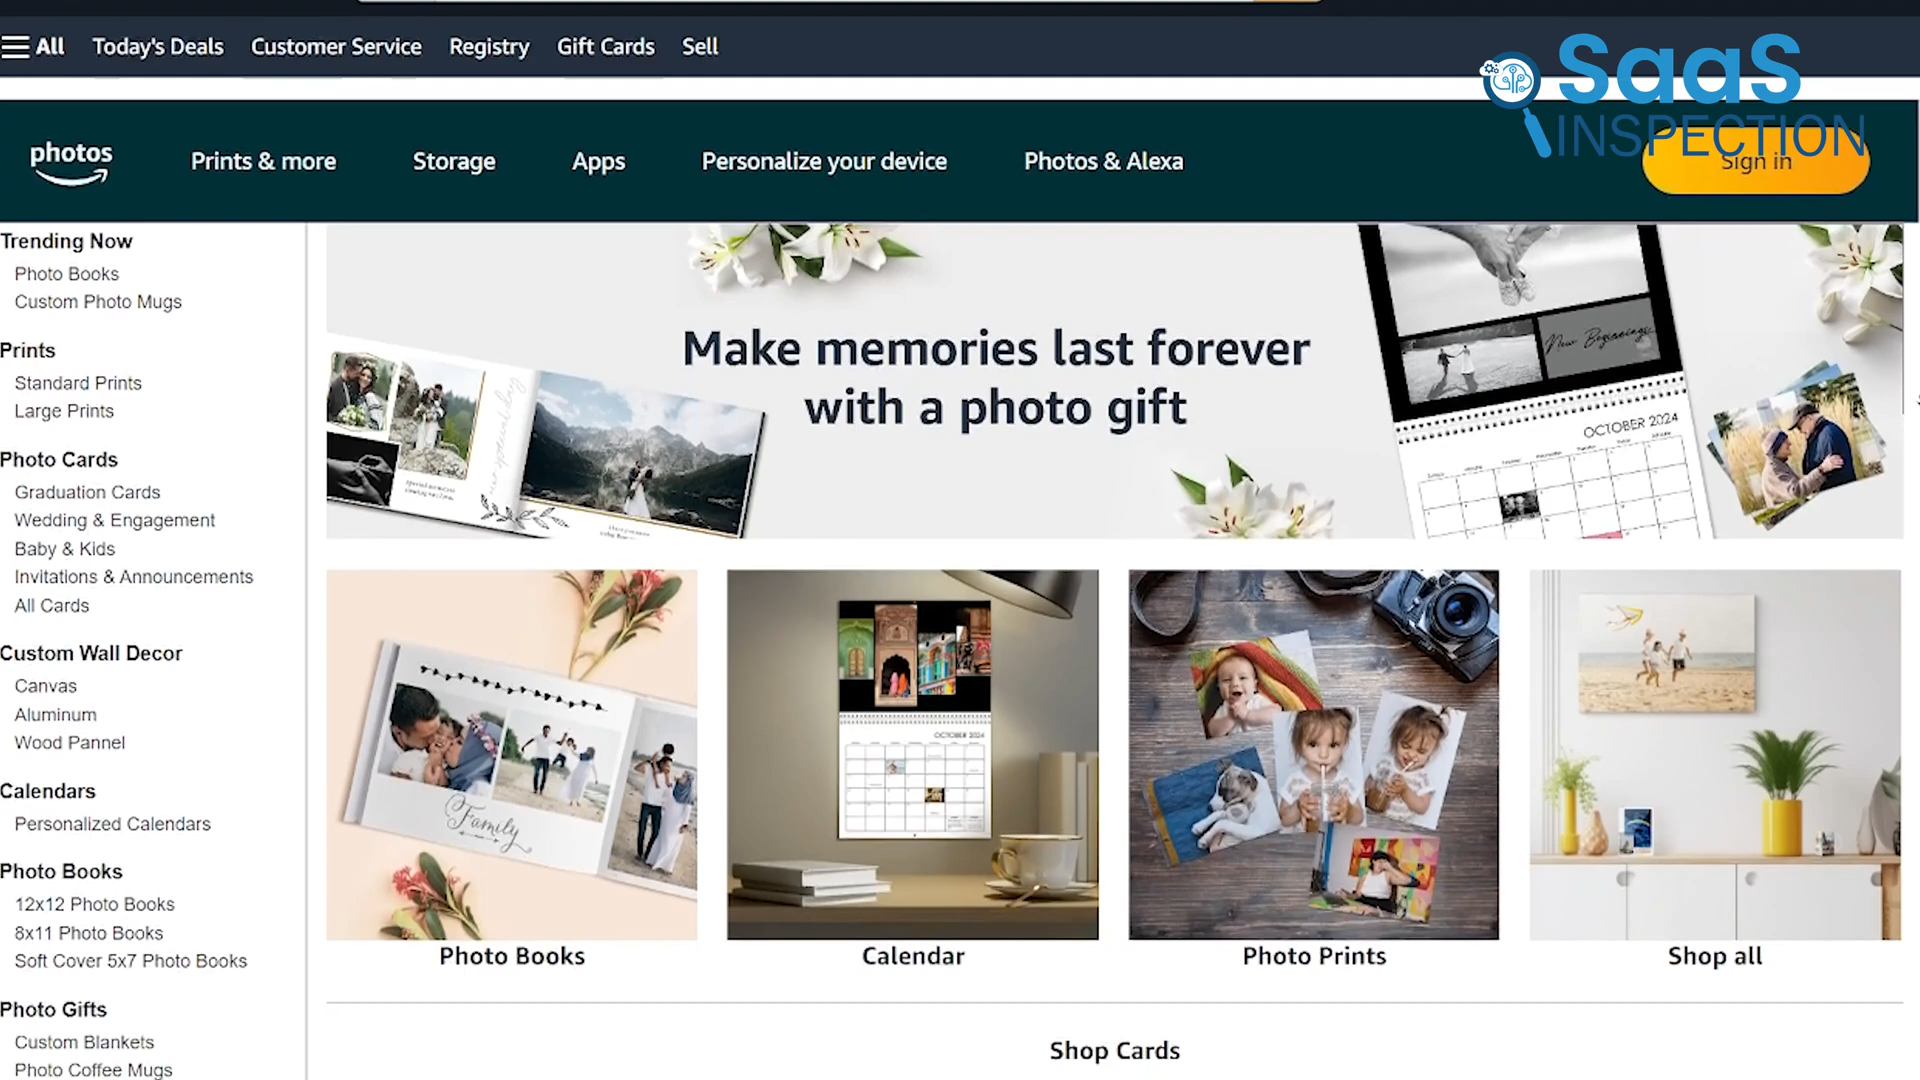 All Today's Deals Customer Service Registry Gift Cards Sell
SaaS
INSPECTION
photos Prints & more Storage Apps Personalize your device Photos & Alexa Sign in
Trending Now
Photo Books
Custom Photo Mugs
Prints
Standard Prints
Large Prints
Photo Cards
Graduation Cards
Wedding & Engagement
Baby & Kids
Invitations & Announcements
All Cards
Custom Wall Decor
Canvas
Aluminum
Wood Pannel
Calendars
Personalized Calendars
Photo Books
12x12 Photo Books
8x11 Photo Books
Soft Cover 5x7 Photo Books
Photo Gifts
Custom Blankets
Photo Coffee Mugs
Make memories last forever
with a photo gift
New Beginnings
OCTOBER 2024
Family
OCTOBER 2024
Photo Books
Calendar
Photo Prints
Shop all
Shop Cards